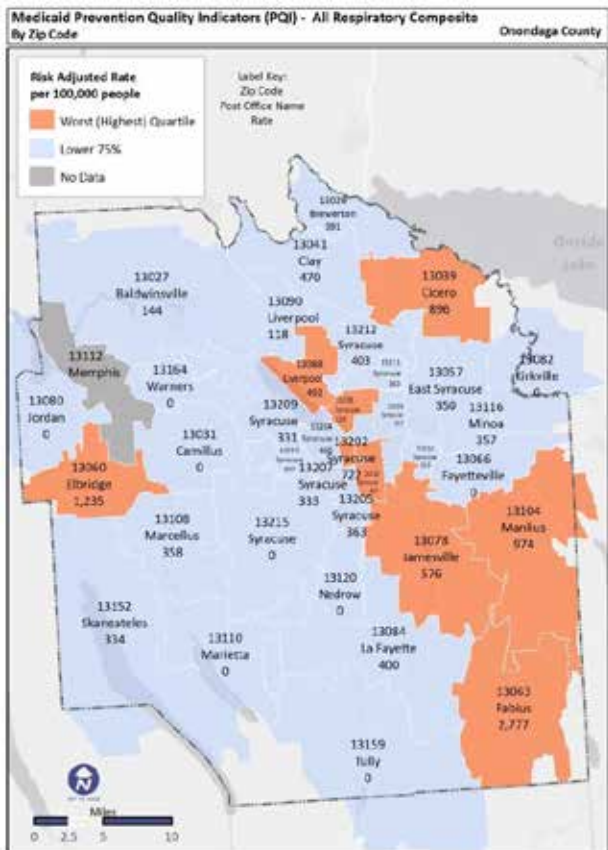 Medicaid Prevention Quality Indicators (PQI) - All Respiratory Composite
By Zip Code
Onondaga County
Risk Adjusted Rate
per 100,000 people
Worst (Highest) Quartile
Lower 75%
No Data
Label Key:
Zip Code
Post Office Name
Rate
Brewerton
13041
Clay
470
Oneida
Lake
13039
Cicero
896
13027
Baldwinsville
144
13090
Liverpool
118
13212
Syracuse
403
13088
Liverpool
13057
East Syracuse
350
13082
Kirkville
0
13112
Memphis
13164
Warners
0
13080
Jordan
0
13209
Syracuse
331
13116
Minoa
357
13031
Camillus
0
13202
Syracuse
722
13066
Fayetteville
0
13060
Elbridge
1,235
13207
Syracuse
333
13205
Syracuse
363
13104
Manlius
974
13108
Marcellus
358
13215
Syracuse
0
13078
Jamesville
576
13120
Nedrow
0
13152
Skaneateles
334
13110
Marietta
0
13084
La Fayette
400
13063
Fabius
2,777
13159
Tully
0
Miles
0 2.5 5 10